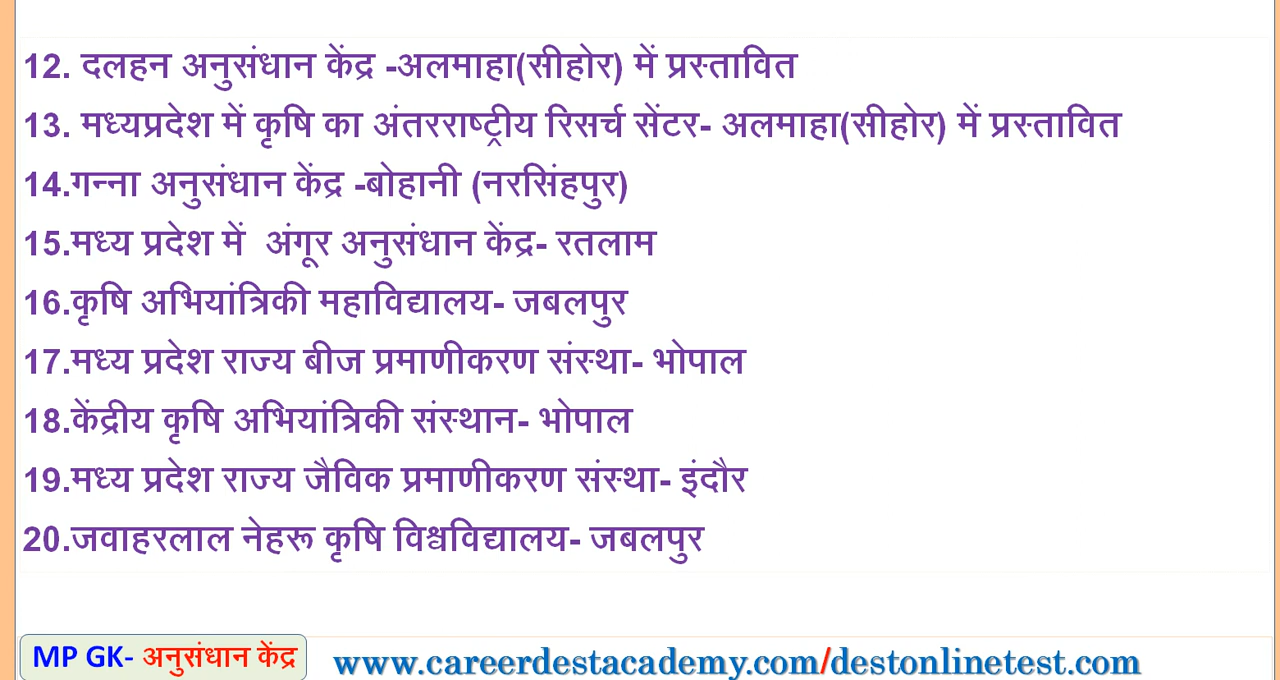 12. दलहन अनुसंधान केंद्र -अलमाहा(सीहोर) में प्रस्तावित
13. मध्यप्रदेश में कृषि का अंतरराष्ट्रीय रिसर्च सेंटर- अलमाहा(सीहोर) में प्रस्तावित
14.गन्ना अनुसंधान केंद्र -बोहानी (नरसिंहपुर)
15.मध्य प्रदेश में  अंगूर अनुसंधान केंद्र- रतलाम
16.कृषि अभियांत्रिकी महाविद्यालय- जबलपुर
17.मध्य प्रदेश राज्य बीज प्रमाणीकरण संस्था- भोपाल
18.केंद्रीय कृषि अभियांत्रिकी संस्थान- भोपाल
19.मध्य प्रदेश राज्य जैविक प्रमाणीकरण संस्था- इंदौर
20.जवाहरलाल नेहरू कृषि विश्वविद्यालय- जबलपुर
MP GK- अनुसंधान केंद्र
www.careerdestacademy.com/destonlinetest.com